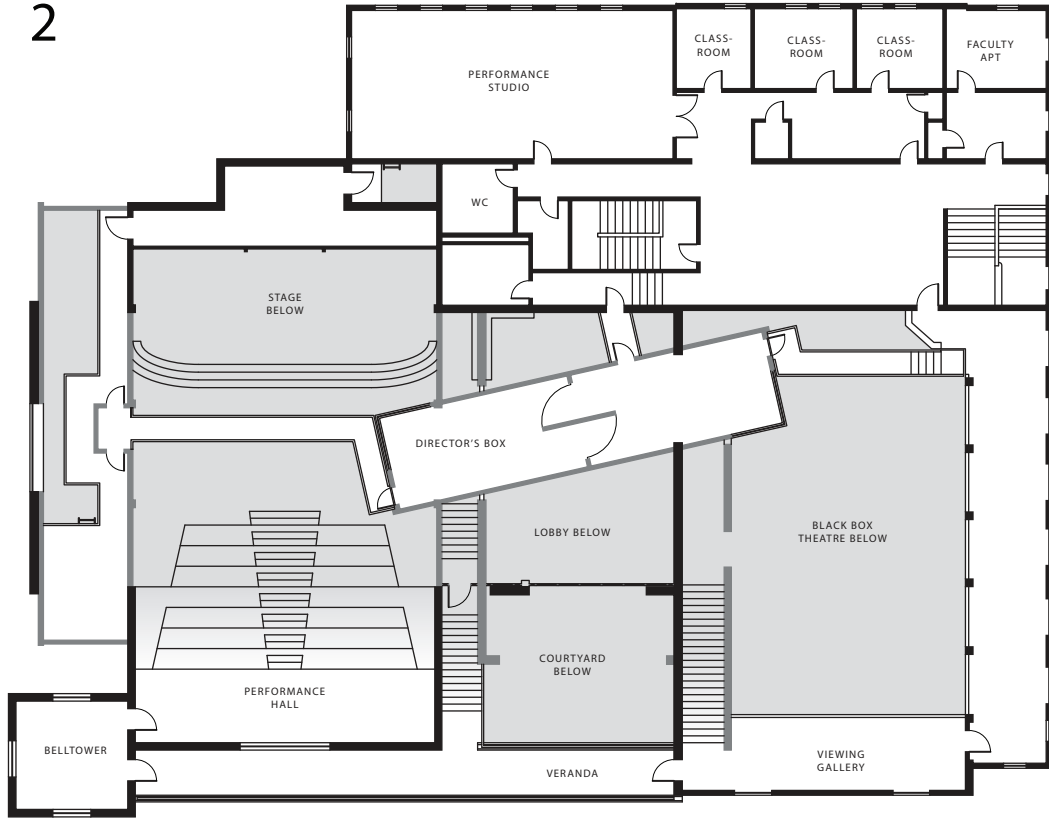 2
CLASS-
ROOM
CLASS-
ROOM
CLASS-
ROOM
FACULTY
APT
PERFORMANCE
STUDIO
WC
STAGE
BELOW
DIRECTOR'S BOX
LOBBY BELOW
BLACK BOX
THEATRE BELOW
COURTYARD
BELOW
PERFORMANCE
HALL
BELLTOWER
VERANDA
VIEWING
GALLERY